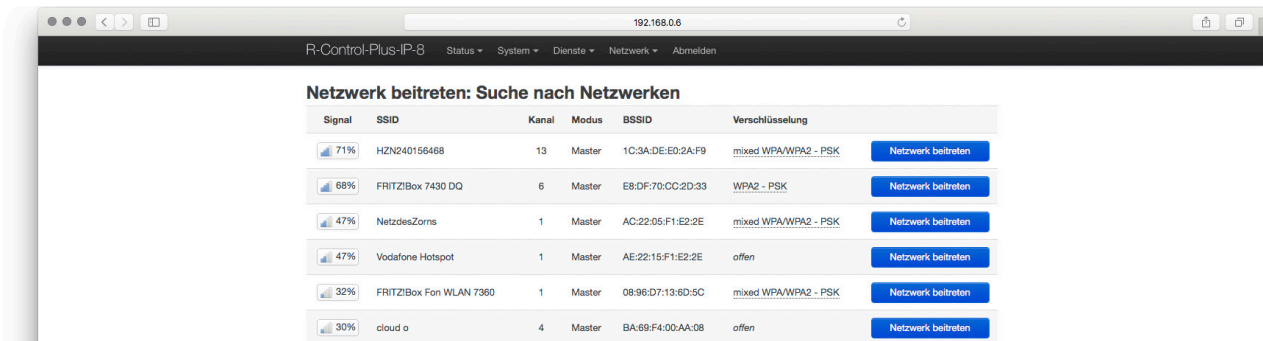 192.168.0.6
R-Control-Plus-IP-8 Status System Dienste Netzwerk Abmelden
Netzwerk beitreten: Suche nach Netzwerken
Signal SSID Kanal Modus BSSID Verschlüsselung
71% HZN240156468 13 Master 1C:3A:DE:E0:2A:F9 mixed WPA/WPA2 - PSK Netzwerk beitreten
68% FRITZ!Box 7430 DQ 6 Master E8:DF:70:CC:2D:33 WPA2 - PSK Netzwerk beitreten
47% NetzdesZorns 1 Master AC:22:05:F1:E2:2E mixed WPA/WPA2 - PSK Netzwerk beitreten
47% Vodafone Hotspot 1 Master AE:22:15:F1:E2:2E offen Netzwerk beitreten
32% FRITZ!Box Fon WLAN 7360 1 Master 08:96:D7:13:6D:5C mixed WPA/WPA2 - PSK Netzwerk beitreten
30% cloud o 4 Master BA:69:F4:00:AA:08 offen Netzwerk beitreten